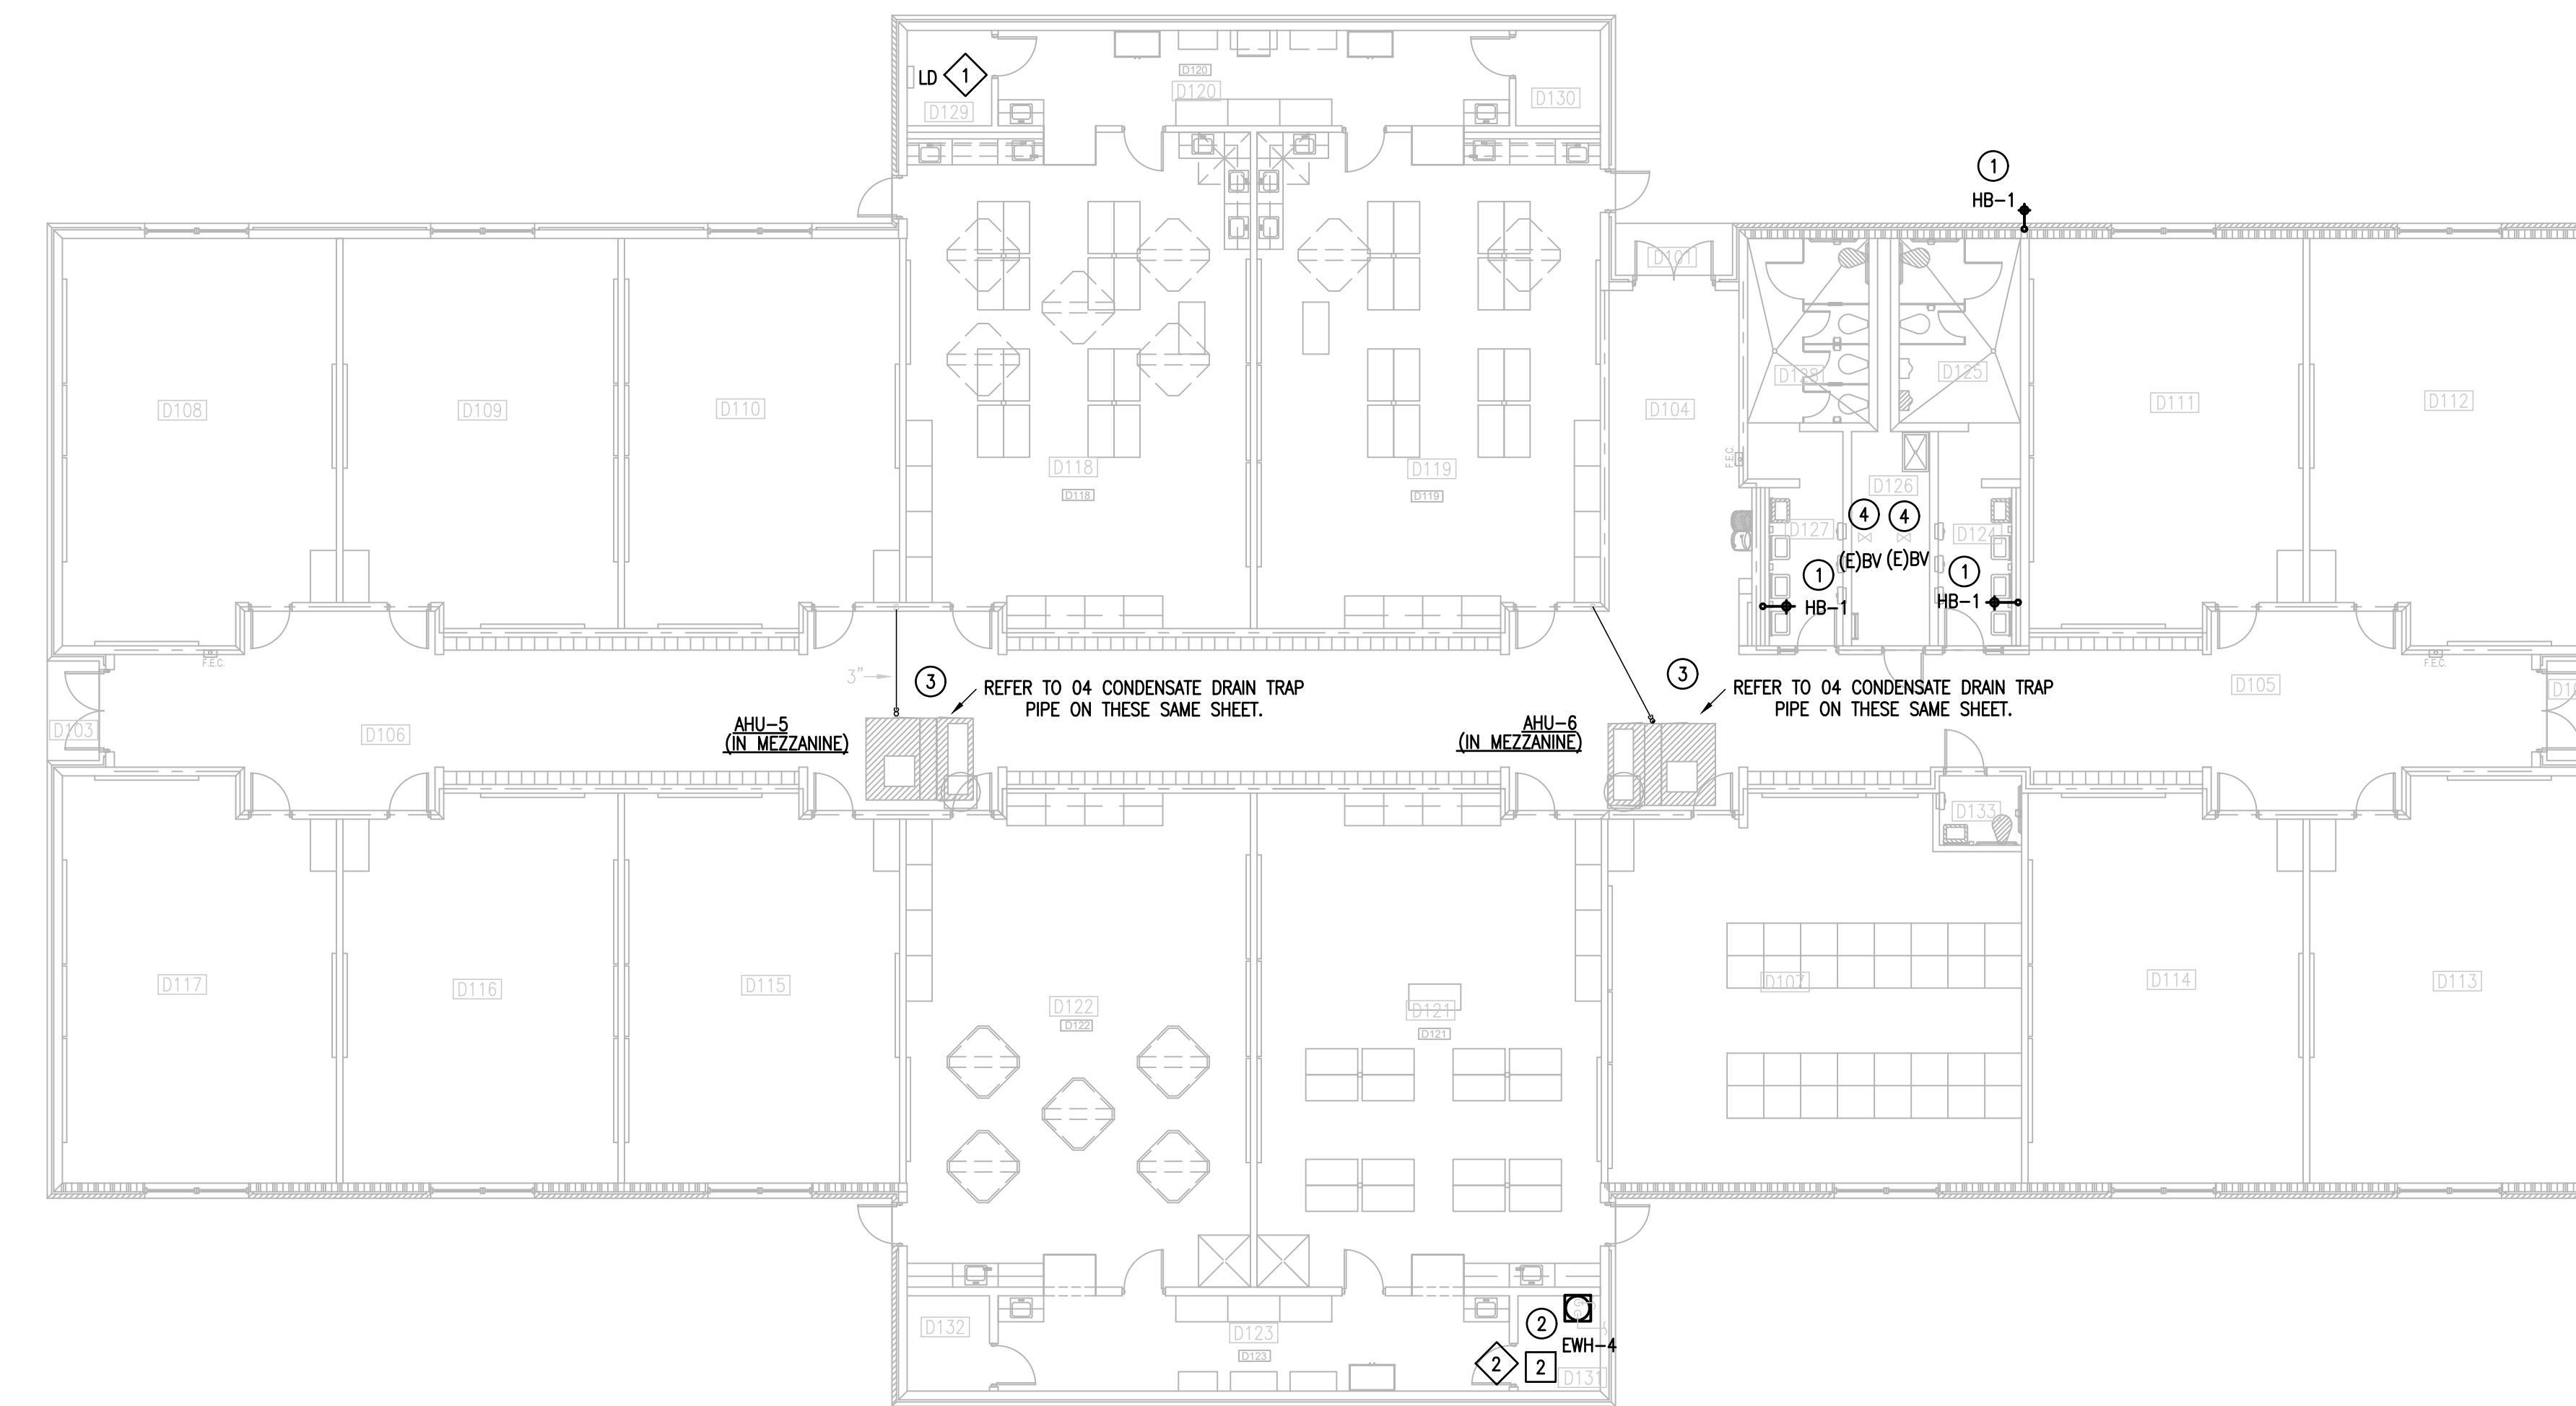 D120
LD 1
D120
D129
D130
1
HB-1
D101
D108
D109
D110
D118
D118
D119
D119
D104
F.E.C.
D128
D125
D111
D112
D126
4
4
D127
D124
(E)BV
(E)BV
1
1
HB-1
HB-1
F.E.C.
F.E.C.
3"
3
REFER TO 04 CONDENSATE DRAIN TRAP
PIPE ON THESE SAME SHEET.
3
REFER TO 04 CONDENSATE DRAIN TRAP
PIPE ON THESE SAME SHEET.
D105
D103
D106
AHU-5
(IN MEZZANINE)
AHU-6
(IN MEZZANINE)
D133
D117
D116
D115
D122
D122
D121
D121
D107
D114
D113
D132
D123
D123
2
EWH-4
2
2
D131